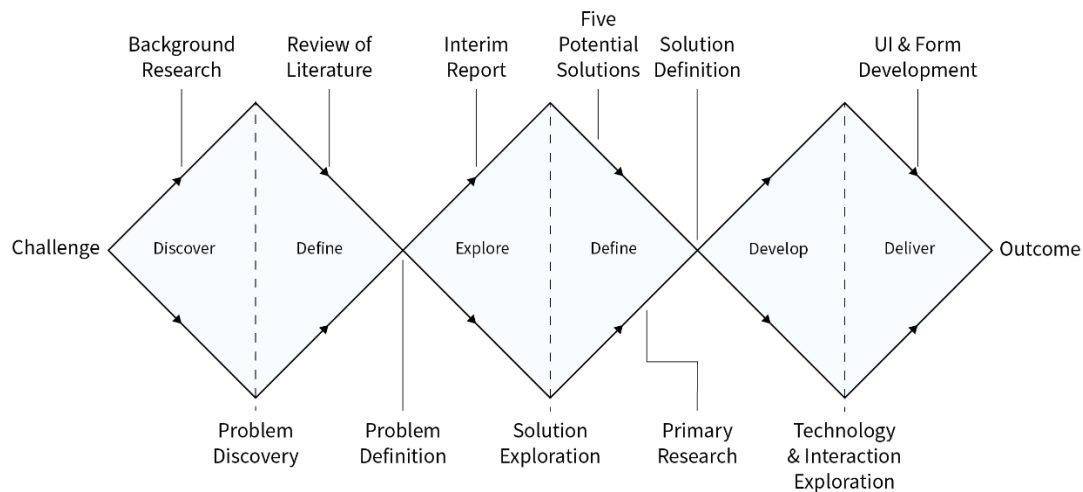 Background
Research
Review of
Literature
Interim
Report
Five
Potential
Solutions
Solution
Definition
UI & Form
Development
Challenge
Discover
Define
Explore
Define
Develop
Deliver
Outcome
Problem
Discovery
Problem
Definition
Solution
Exploration
Primary
Research
Technology
& Interaction
Exploration